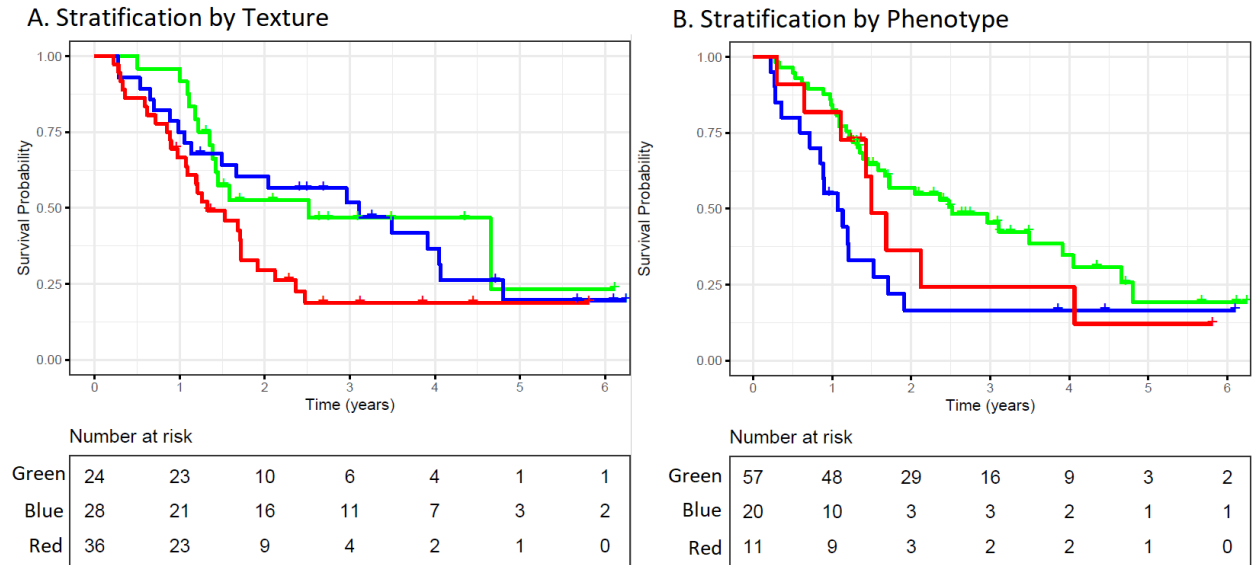 A. Stratification by Texture
Survival Probability
1.00
0.75
0.50
0.25
0.00
0 1 2 3 4 5 6
Time (years)
Number at risk
Green 24 23 10 6 4 1 1
Blue 28 21 16 11 7 3 2
Red 36 23 9 4 2 1 0
B. Stratification by Phenotype
Survival Probability
1.00
0.75
0.50
0.25
0.00
0 1 2 3 4 5 6
Time (years)
Number at risk
Green 57 48 29 16 9 3 2
Blue 20 10 3 3 2 1 1
Red 11 9 3 2 2 1 0